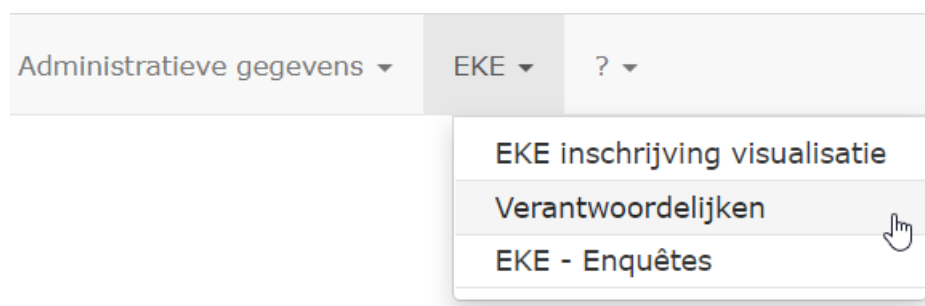 Administratieve gegevens EKE ?
EKE inschrijving visualisatie
Verantwoordelijken
EKE - Enquêtes